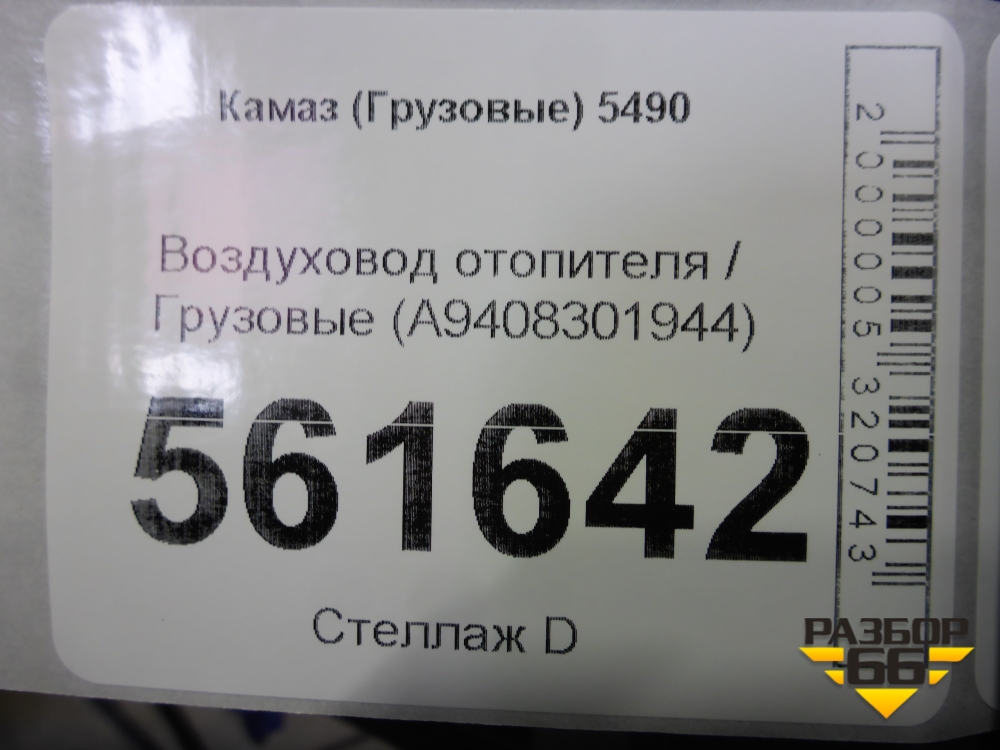 Камаз (Грузовые) 5490
Воздуховод отопителя /
Грузовые (A9408301944)
561642
Стеллаж D
2000005320743
РАЗБОР
66